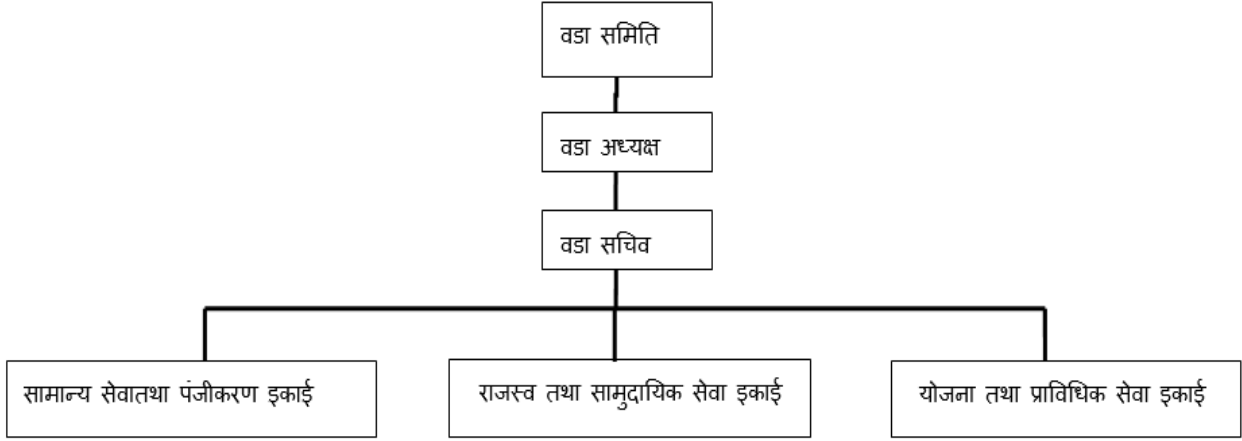 वडा समिति
वडा अध्यक्ष
वडा सचिव
सामान्य सेवातथा पंजीकरण इकाई
राजस्व तथा सामुदायिक सेवा इकाई
योजना तथा प्राविधिक सेवा इकाई